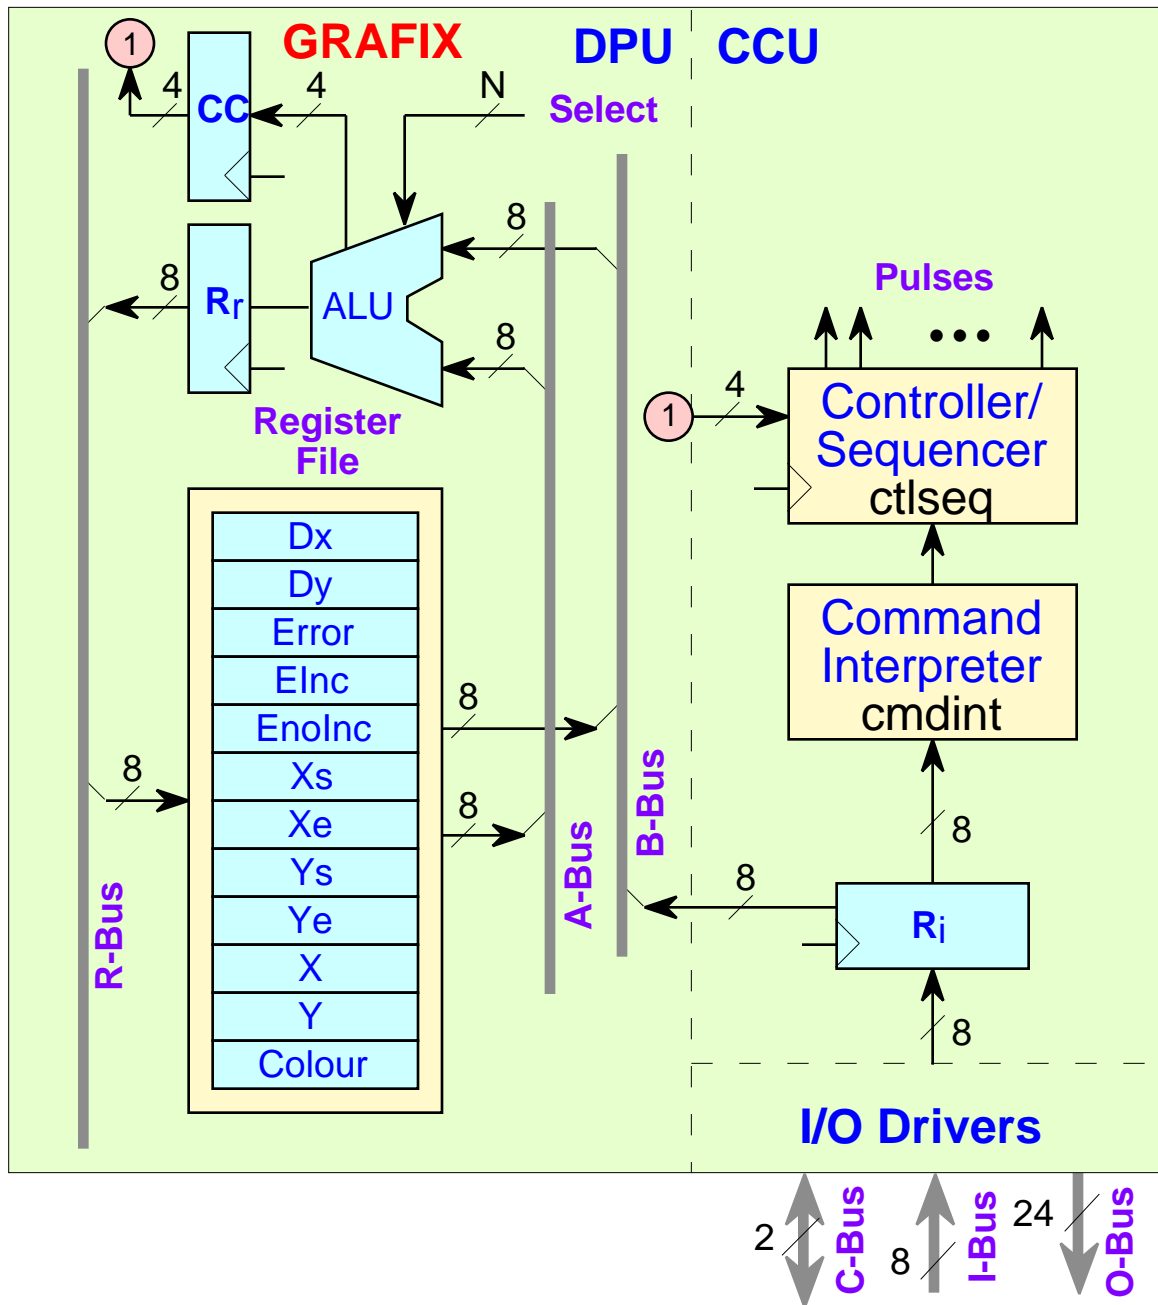 GRAFIX
DPU
CCU
1
4
CC
4
N
Select
8
8
Rr
ALU
8
Pulses
•••
1
4
Controller/
Sequencer
ctlseq
Register
File
Dx
Dy
Error
EInc
EnoInc
Xs
Xe
Ys
Ye
X
Y
Colour
8
8
8
R-Bus
A-Bus
B-Bus
Command
Interpreter
cmdint
8
8
Ri
8
I/O Drivers
2
C-Bus
8
I-Bus
24
O-Bus